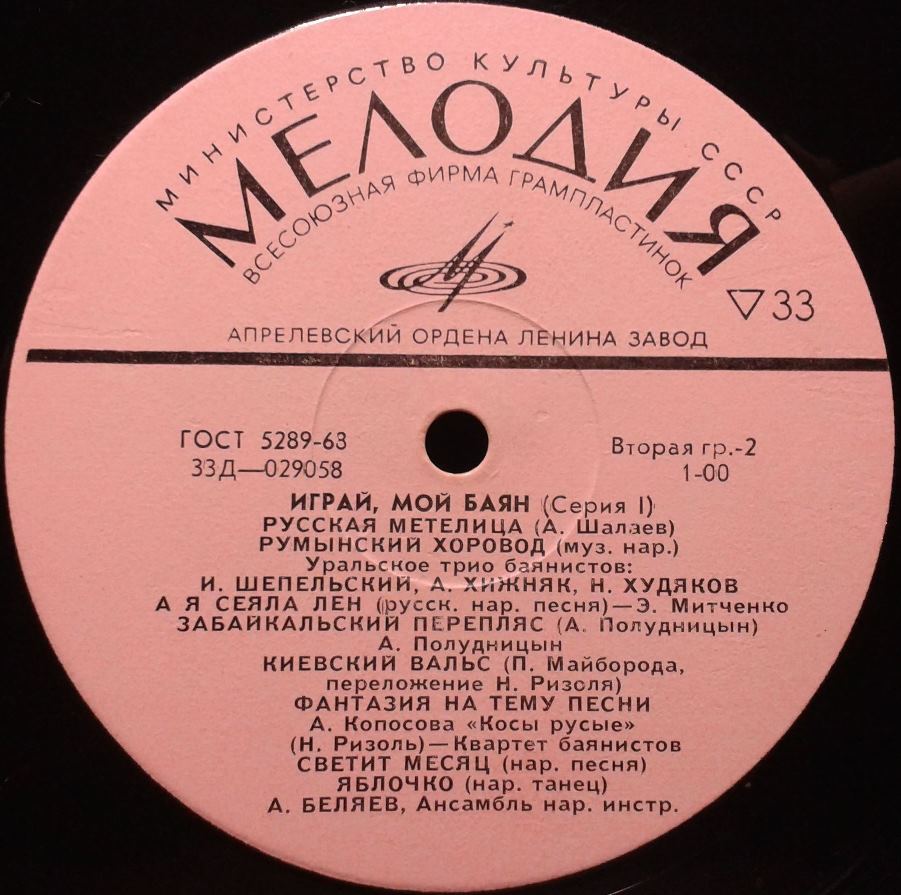 МИНИСТЕРСТВО КУЛЬТУРЫ СССР
МЕЛОДИЯ
ВСЕСОЮЗНАЯ ФИРМА ГРАМПЛАСТИНОК
▽33
АПРЕЛЕВСКИЙ ОРДЕНА ЛЕНИНА ЗАВОД
ГОСТ 5289-63
Вторая гр.-2
33Д—029058
1-00
ИГРАЙ, МОЙ БАЯН (Серия I)
РУССКАЯ МЕТЕЛИЦА (А. Шалаев)
РУМЫНСКИЙ ХОРОВОД (муз. нар.)
Уральское трио баянистов:
И. ШЕПЕЛЬСКИЙ, А. ХИЖНЯК, Н. ХУДЯКОВ
А Я СЕЯЛА ЛЕН (русск. нар. песня)—Э. Митченко
ЗАБАЙКАЛЬСКИЙ ПЕРЕПЛЯС (А. Полудницын)
А. Полудницын
КИЕВСКИЙ ВАЛЬС (П. Майборода,
переложение Н. Ризоля)
ФАНТАЗИЯ НА ТЕМУ ПЕСНИ
А. Копосова «Косы русые»
(Н. Ризоль)—Квартет баянистов
СВЕТИТ МЕСЯЦ (нар. песня)
ЯБЛОЧКО (нар. танец)
А. БЕЛЯЕВ, Ансамбль нар. инстр.